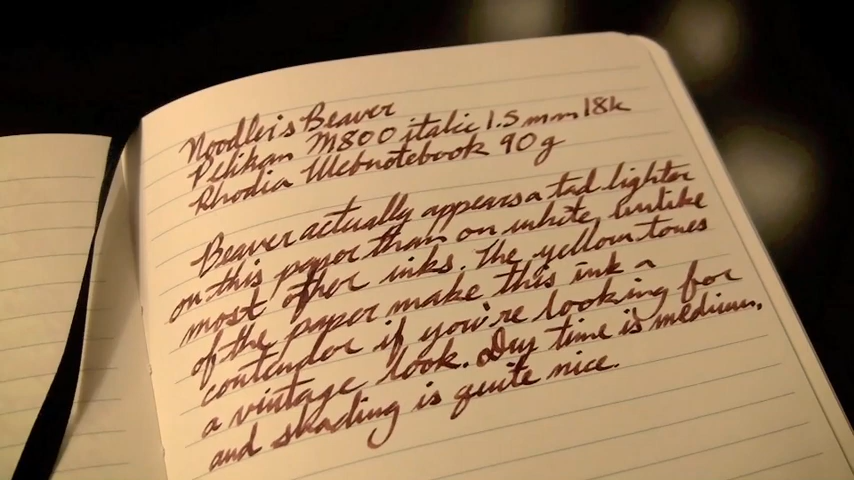 Noodler's Beaver
Pelikan M800 italic 1.5mm 18k
Rhodia Webnotebook 90g
Beaver actually appears a tad lighter
on this paper than on white, unlike
most other inks. The yellow tones
of the paper make this ink a
contender if you're looking for
a vintage look. Dry time is medium,
and shading is quite nice.